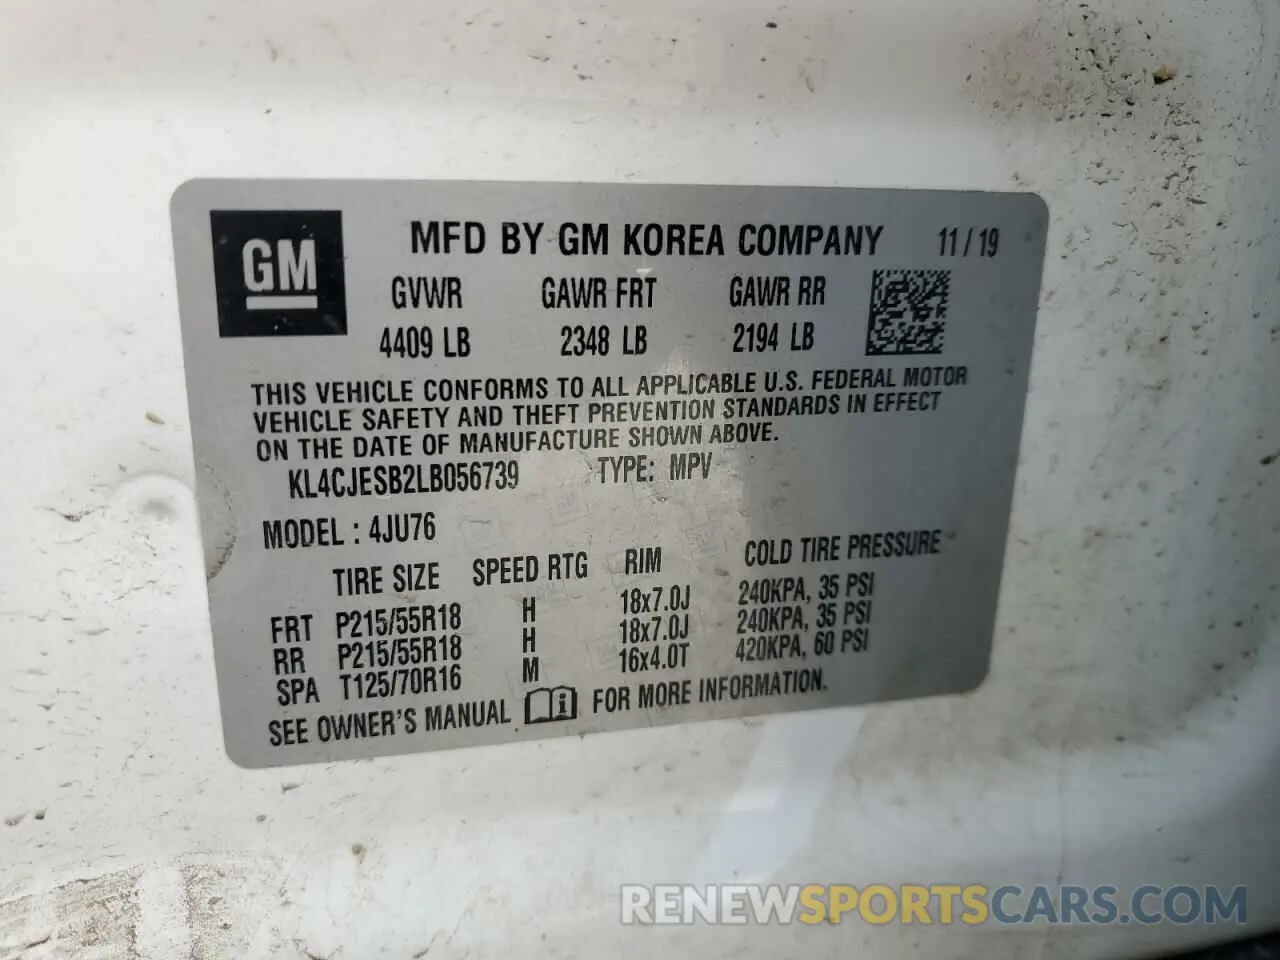 GM
MFD BY GM KOREA COMPANY 11 / 19
GVWR GAWR FRT GAWR RR
4409 LB 2348 LB 2194 LB
THIS VEHICLE CONFORMS TO ALL APPLICABLE U.S. FEDERAL MOTOR
VEHICLE SAFETY AND THEFT PREVENTION STANDARDS IN EFFECT
ON THE DATE OF MANUFACTURE SHOWN ABOVE.
KL4CJESB2LB056739 TYPE: MPV
MODEL : 4JU76
TIRE SIZE SPEED RTG RIM COLD TIRE PRESSURE
FRT P215/55R18 H 18x7.0J 240KPA, 35 PSI
RR P215/55R18 H 18x7.0J 240KPA, 35 PSI
SPA T125/70R16 M 16x4.0T 420KPA, 60 PSI
SEE OWNER'S MANUAL i FOR MORE INFORMATION.
RENEWSPORTSCARS.COM